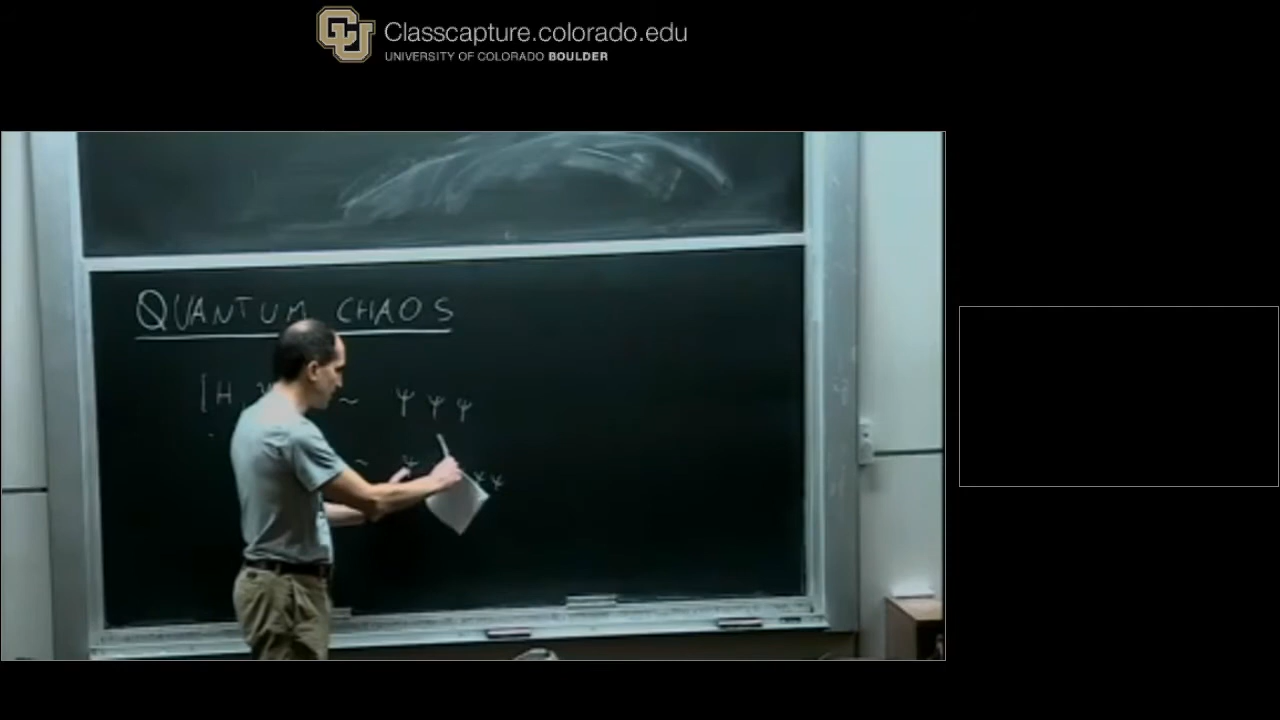 Classcapture.colorado.edu
UNIVERSITY OF COLORADO BOULDER
QUANTUM CHAOS
[H, ~ ψ ψ ψ
~ ψ ψ ψ